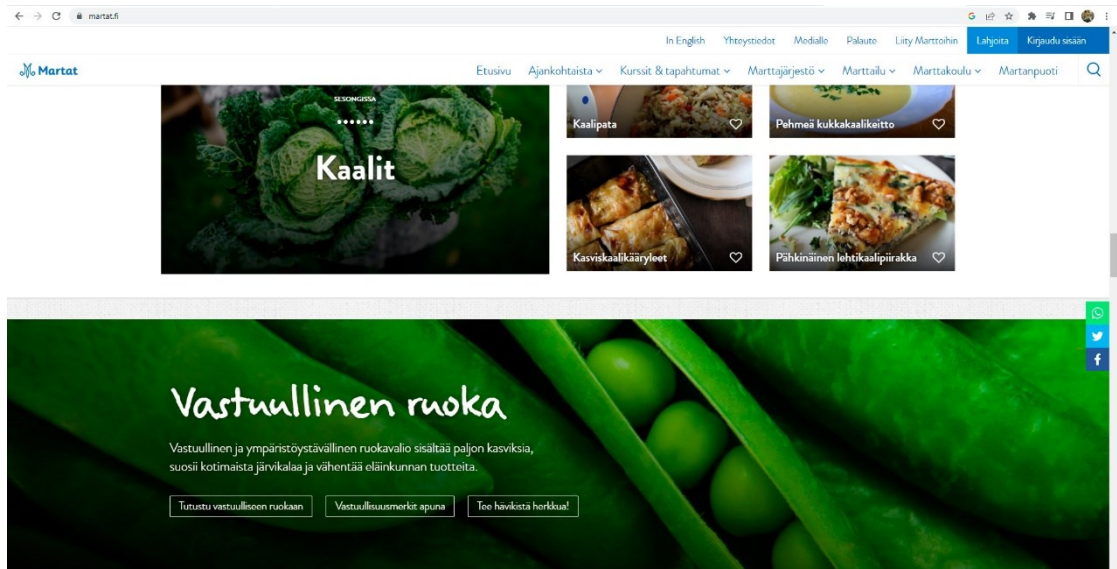 martat.fi
In English Yhteystiedot Medialle Palaute Liity Marttoihin Lahjoita Kirjaudu sisään
Martat Etusivu Ajankohtaista Kurssit & tapahtumat Marttajärjestö Marttailu Marttakoulu Martanpuoti
SESONGISSA
Kaalit
Kaalipata
Pehmeä kukkakaalikeitto
Kasviskaalikääryleet
Pähkinäinen lehtikaalipiirakka
Vastuullinen ruoka
Vastuullinen ja ympäristöystävällinen ruokavalio sisältää paljon kasviksia,
suosii kotimaista järvikalaa ja vähentää eläinkunnan tuotteita.
Tutustu vastuulliseen ruokaan Vastuullisuusmerkit apuna Tee hävikistä herkkua!